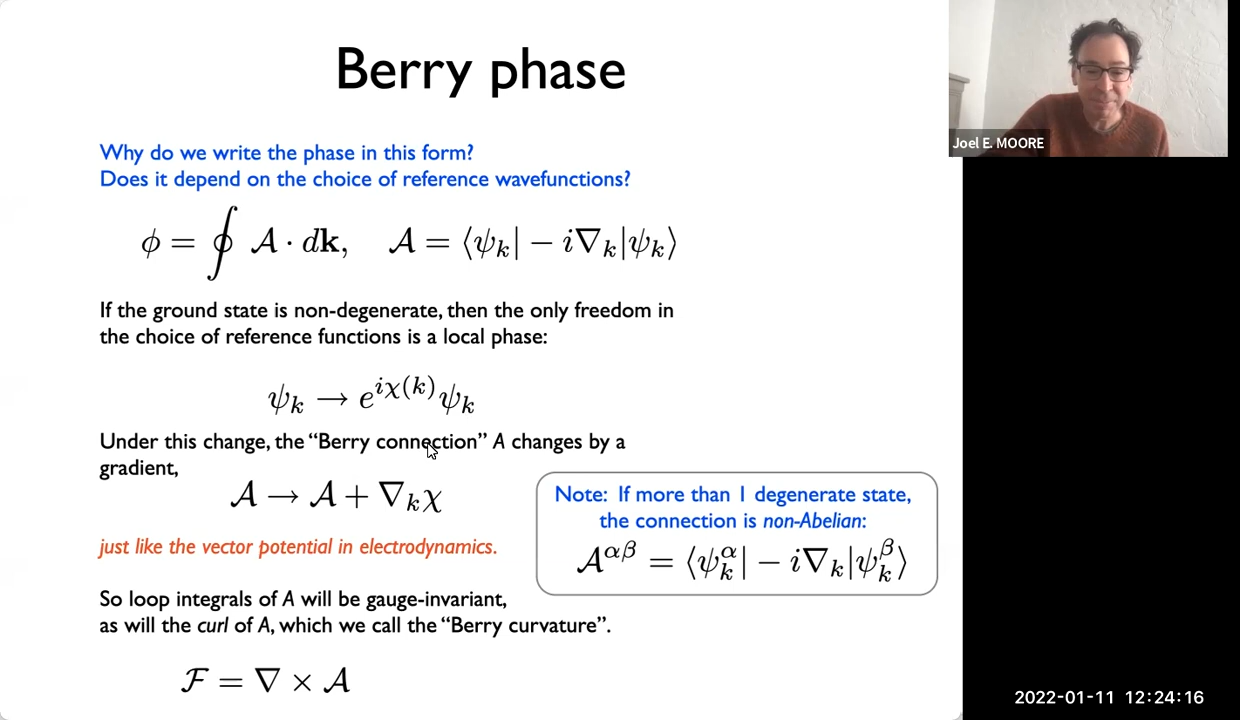 Berry phase
Joel E. MOORE
Why do we write the phase in this form?
Does it depend on the choice of reference wavefunctions?
ϕ = ∮ 𝒜 · d𝐤, 𝒜 = ⟨ψ_k| − i∇_k|ψ_k⟩
If the ground state is non-degenerate, then the only freedom in
the choice of reference functions is a local phase:
ψ_k → e^{iχ(k)}ψ_k
Under this change, the “Berry connection” A changes by a
gradient,
𝒜 → 𝒜 + ∇_kχ
just like the vector potential in electrodynamics.
Note: If more than 1 degenerate state,
the connection is non-Abelian:
𝒜^{αβ} = ⟨ψ_k^α| − i∇_k|ψ_k^β⟩
So loop integrals of A will be gauge-invariant,
as will the curl of A, which we call the “Berry curvature”.
ℱ = ∇ × 𝒜
2022-01-11 12:24:16